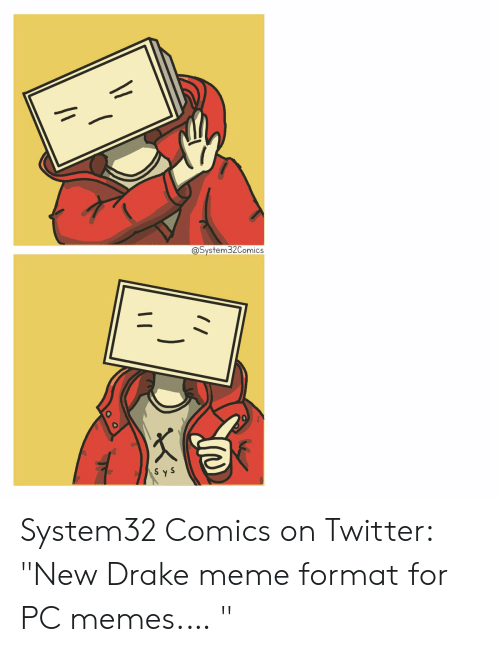 @System32Comics
SYS
System32 Comics on Twitter:
"New Drake meme format for
PC memes.... "